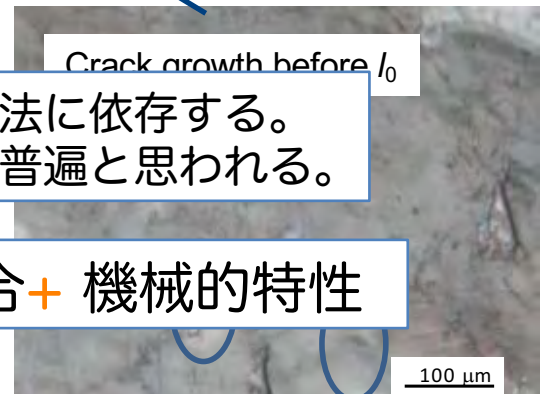 Crack growth before l₀
法に依存する。
普遍と思われる。
合+ 機械的特性
100 μm